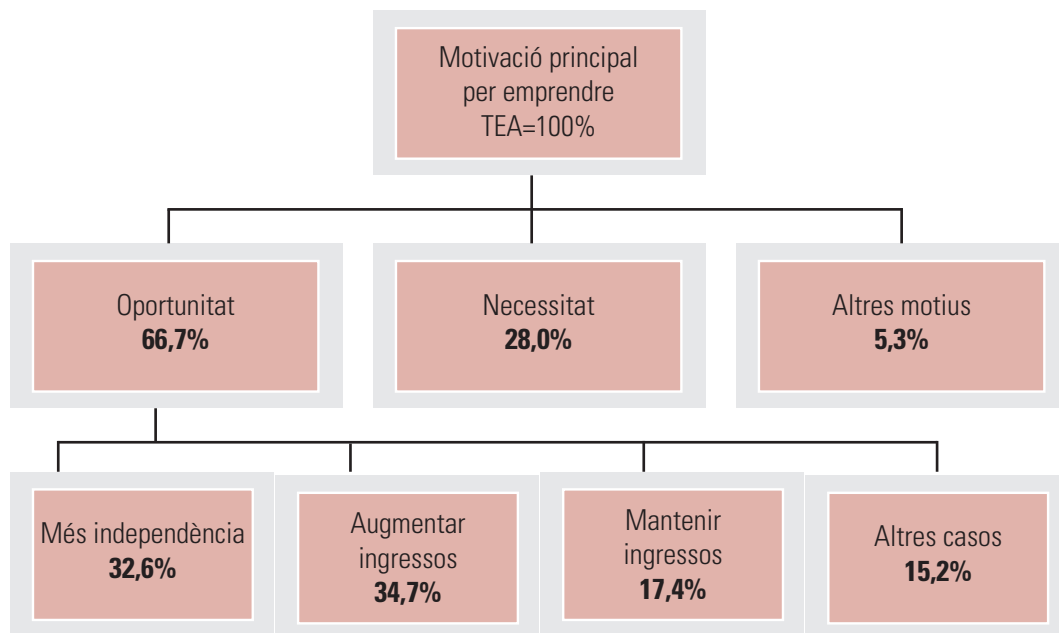 Motivació principal
per emprendre
TEA=100%
Oportunitat
66,7%
Necessitat
28,0%
Altres motius
5,3%
Més independència
32,6%
Augmentar
ingressos
34,7%
Mantenir
ingressos
17,4%
Altres casos
15,2%